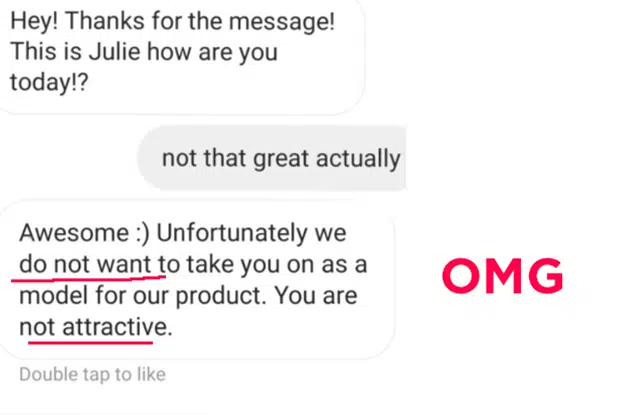 Hey! Thanks for the message!
This is Julie how are you
today!?
not that great actually
Awesome :) Unfortunately we
do not want to take you on as a
model for our product. You are
not attractive.
OMG
Double tap to like